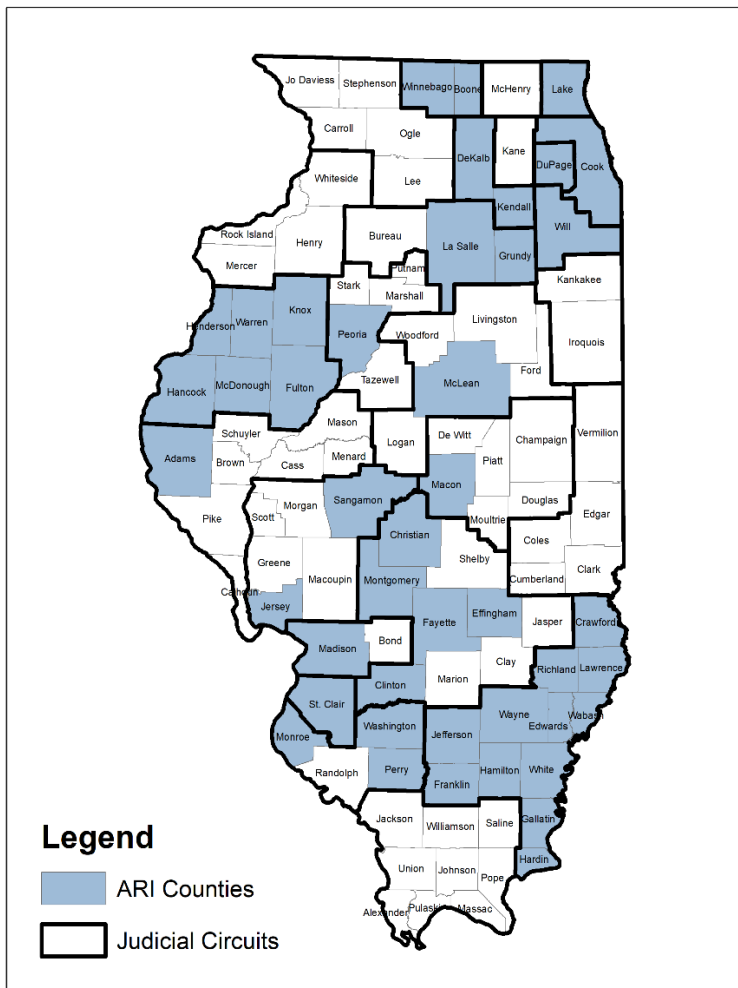 Jo Daviess
Stephenson
Winnebago
Boone
McHenry
Lake
Carroll
Ogle
DeKalb
Kane
DuPage
Cook
Whiteside
Lee
Kendall
Will
Rock Island
Henry
Bureau
La Salle
Grundy
Mercer
Putnam
Kankakee
Stark
Marshall
Henderson
Warren
Knox
Peoria
Woodford
Livingston
Iroquois
Ford
Hancock
McDonough
Fulton
Tazewell
McLean
Mason
Schuyler
Logan
De Witt
Champaign
Vermilion
Adams
Brown
Cass
Menard
Piatt
Macon
Sangamon
Douglas
Pike
Scott
Morgan
Moultrie
Edgar
Christian
Coles
Shelby
Greene
Macoupin
Montgomery
Cumberland
Clark
Calhoun
Jersey
Fayette
Effingham
Jasper
Crawford
Madison
Bond
Clay
Richland
Lawrence
Marion
Clinton
St. Clair
Wayne
Edwards
Wabash
Monroe
Washington
Jefferson
Randolph
Perry
Franklin
Hamilton
White
Jackson
Williamson
Saline
Gallatin
Hardin
Union
Johnson
Pope
Alexander
Pulaski
Massac
Legend
ARI Counties
Judicial Circuits